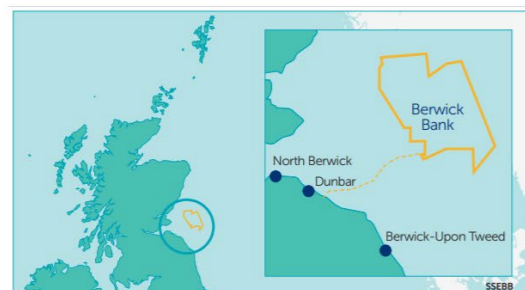 Berwick
Bank
North Berwick
Dunbar
Berwick-Upon Tweed
SSEBB